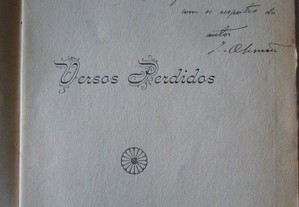 com os respeitos do
autor
Versos Perdidos